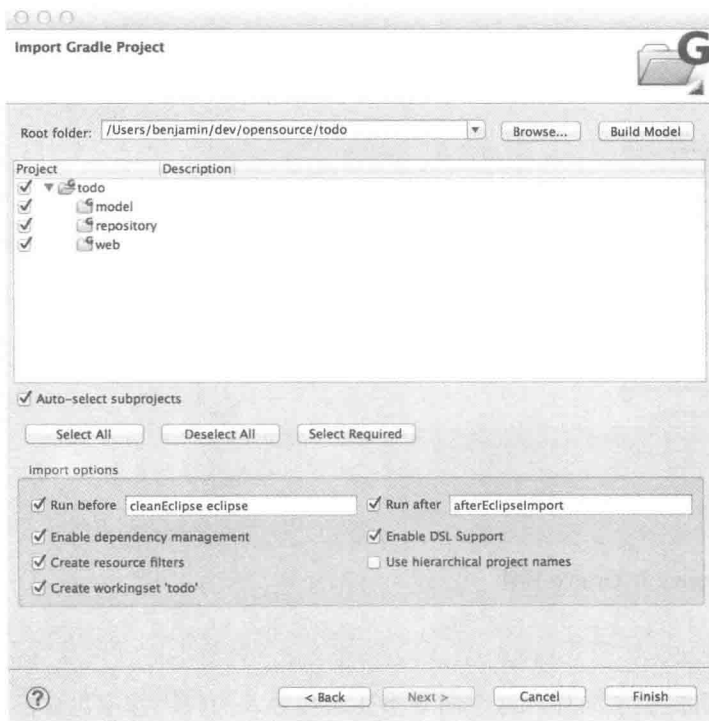 Import Gradle Project
G
Root folder: /Users/benjamin/dev/opensource/todo Browse... Build Model
Project Description
todo
model
repository
web
Auto-select subprojects
Select All Deselect All Select Required
Import options
Run before cleanEclipse eclipse Run after afterEclipseImport
Enable dependency management Enable DSL Support
Create resource filters Use hierarchical project names
Create workingset 'todo'
? < Back Next > Cancel Finish